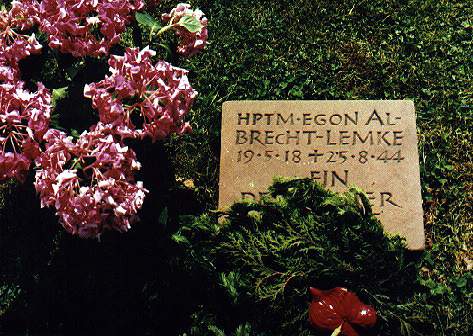 HPTM·EGON AL-
BRECHT-LEMKE
19·5·18 + 25·8·44
EIN